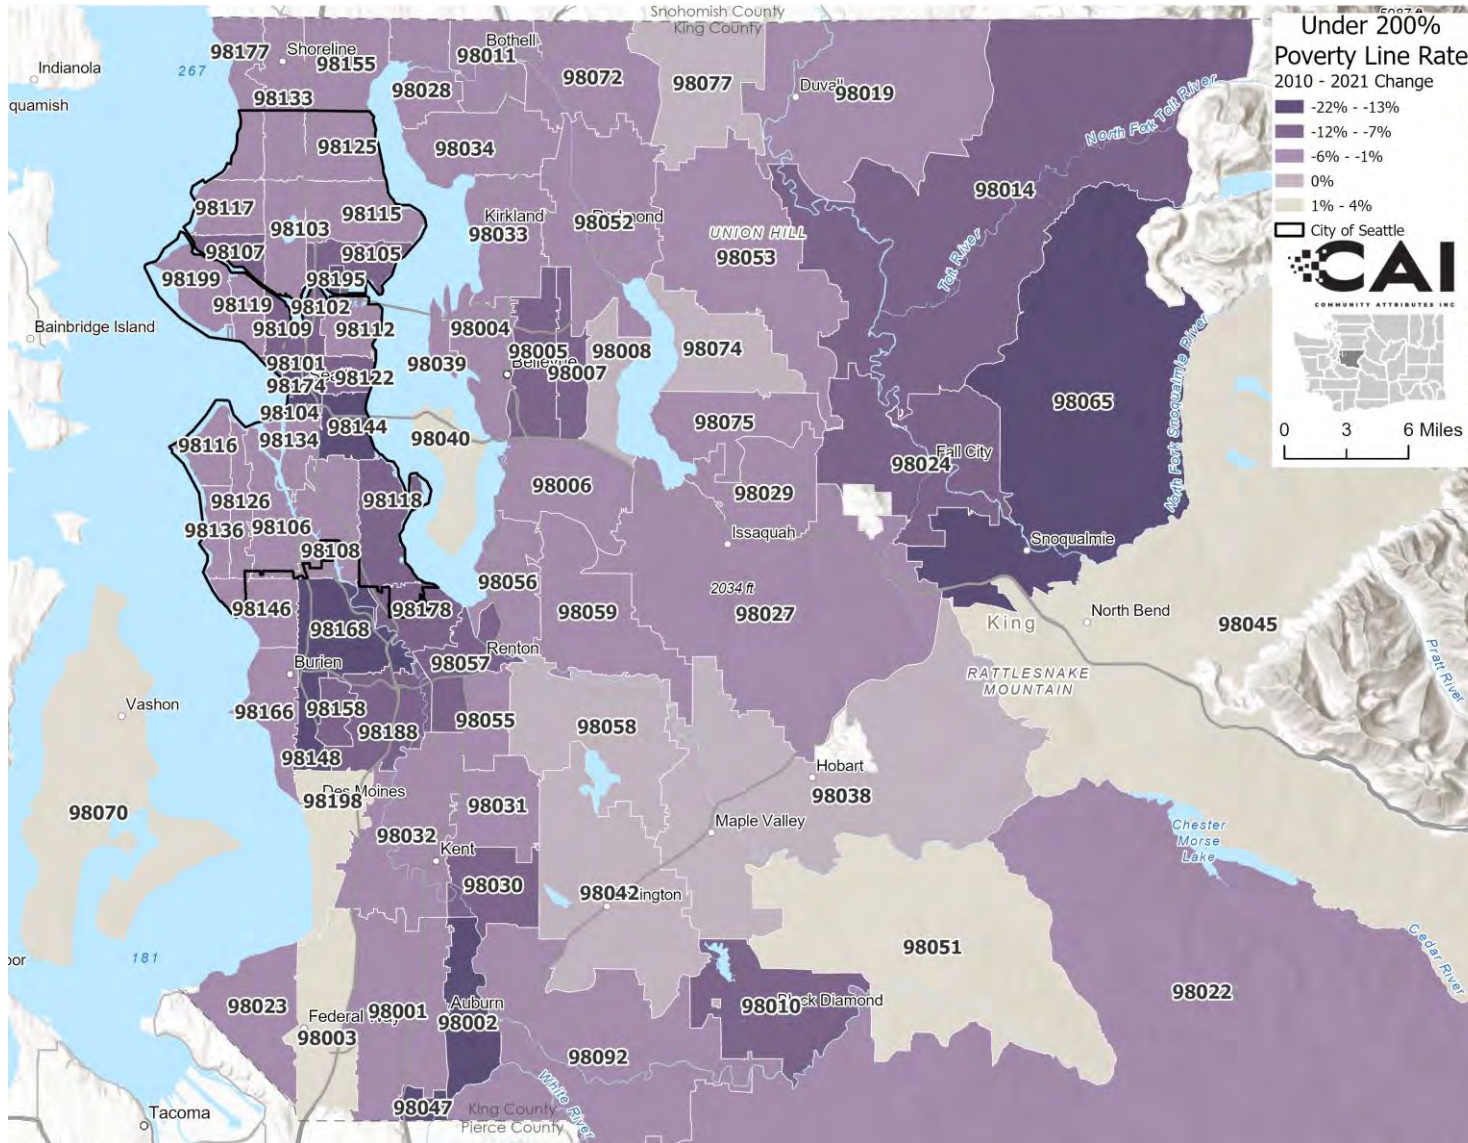 Snohomish County
King County
Under 200%
Poverty Line Rate
2010 - 2021 Change
-22% - -13%
-12% - -7%
-6% - -1%
0%
1% - 4%
City of Seattle
CAI
COMMUNITY ATTRIBUTES INC
0 3 6 Miles
Indianola
quamish
267
98177
Shoreline
98155
98133
Bothell
98011
98028
98072
98077
Duvall
98019
North Fork Tolt River
98125
98034
98014
98117
98115
98103
Kirkland
98033
Redmond
98052
UNION HILL
98053
Tolt River
98107
98105
98199
98195
98119
98102
98109
98112
Bainbridge Island
98004
98039
98005
Bellevue
98007
98008
98074
98101
98174
98122
98065
North Fork Snoqualmie River
98104
98144
98134
98116
98040
98075
Fall City
98024
98006
98029
98118
98126
98136
98106
98108
Issaquah
Snoqualmie
2034 ft
98027
98056
98059
98146
98178
98168
North Bend
King
98045
RATTLESNAKE
MOUNTAIN
Pratt River
Renton
98057
Burien
Vashon
98166
98158
98188
98055
98058
98148
Hobart
98038
Des Moines
98198
98070
98031
98032
Kent
Maple Valley
Chester
Morse
Lake
98030
98042
98051
Cedar River
181
98023
Federal Way
98003
98001
Auburn
98002
98010
Black Diamond
98022
98092
98047
White River
King County
Pierce County
Tacoma